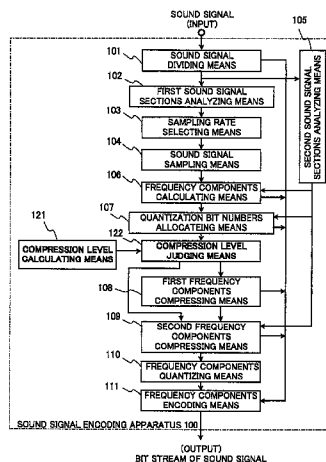 SOUND SIGNAL
(INPUT)
105
101
SOUND SIGNAL
DIVIDING MEANS
102
FIRST SOUND SIGNAL
SECTIONS ANALYZING MEANS
SECOND SOUND SIGNAL
SECTIONS ANALYZING MEANS
103
SAMPLING RATE
SELECTING MEANS
104
SOUND SIGNAL
SAMPLING MEANS
106
FREQUENCY COMPONENTS
CALCULATING MEANS
107
QUANTIZATION BIT NUMBERS
ALLOCATEING MEANS
121
COMPRESSION LEVEL
CALCULATING MEANS
122
COMPRESSION LEVEL
JUDGING MEANS
108
FIRST FREQUENCY
COMPONENTS
COMPRESSING MEANS
109
SECOND FREQUENCY
COMPONENTS
COMPRESSING MEANS
110
FREQUENCY COMPONENTS
QUANTIZING MEANS
111
FREQUENCY COMPONENTS
ENCODING MEANS
SOUND SIGNAL ENCODING APPARATUS 100
(OUTPUT)
BIT STREAM OF SOUND SIGNAL